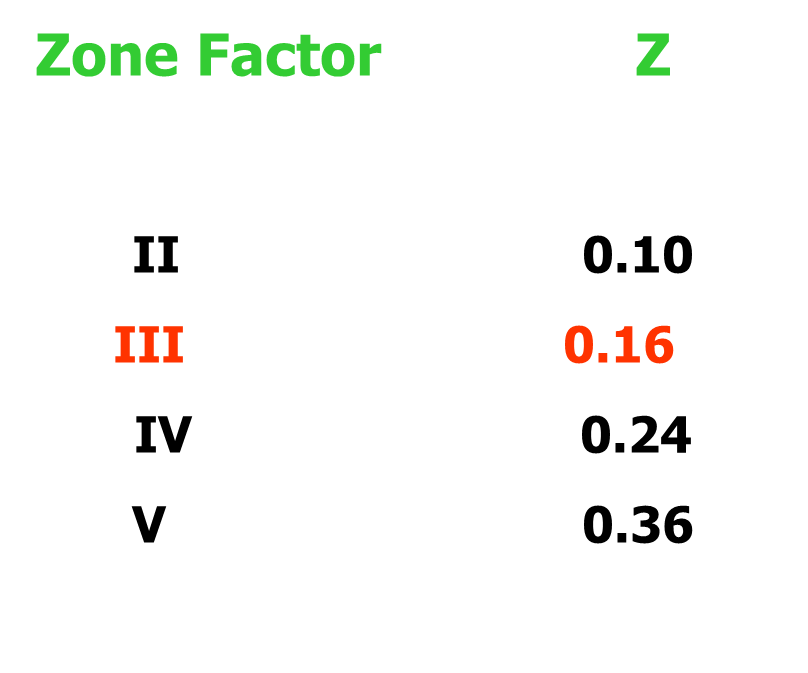 Zone Factor Z
II 0.10
III 0.16
IV 0.24
V 0.36